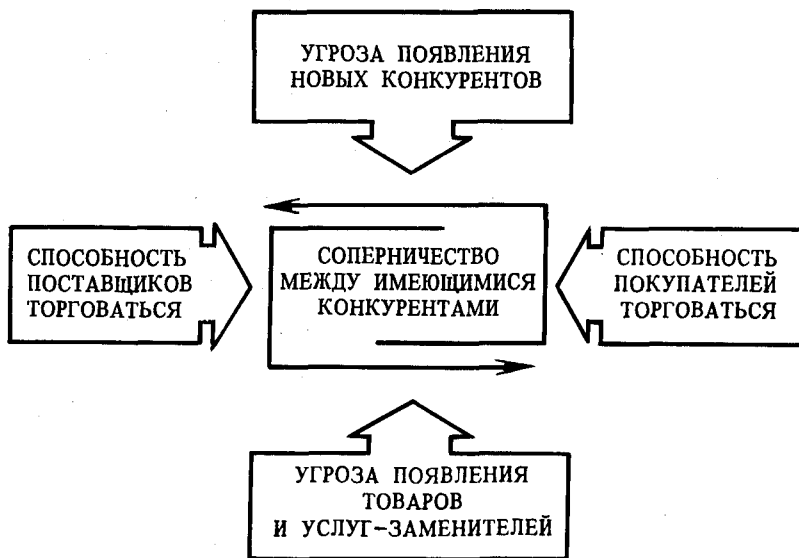 УГРОЗА ПОЯВЛЕНИЯ
НОВЫХ КОНКУРЕНТОВ
СПОСОБНОСТЬ
ПОСТАВЩИКОВ
ТОРГОВАТЬСЯ
СОПЕРНИЧЕСТВО
МЕЖДУ ИМЕЮЩИМИСЯ
КОНКУРЕНТАМИ
СПОСОБНОСТЬ
ПОКУПАТЕЛЕЙ
ТОРГОВАТЬСЯ
УГРОЗА ПОЯВЛЕНИЯ
ТОВАРОВ
И УСЛУГ-ЗАМЕНИТЕЛЕЙ